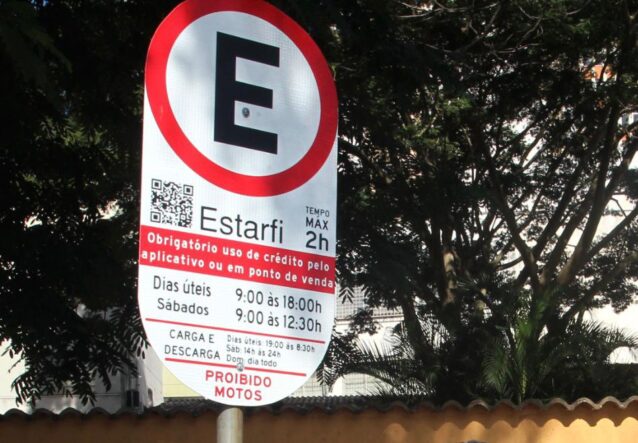 E
Estarfi
TEMPO
MÁX
2h
Obrigatório uso de crédito pelo
aplicativo ou em ponto de venda
Dias úteis 9:00 às 18:00h
Sábados 9:00 às 12:30h
CARGA E
DESCARGA
Dias úteis: 19:00 às 8:30h
Sáb: 14h às 24h
Dom: dia todo
PROIBIDO
MOTOS